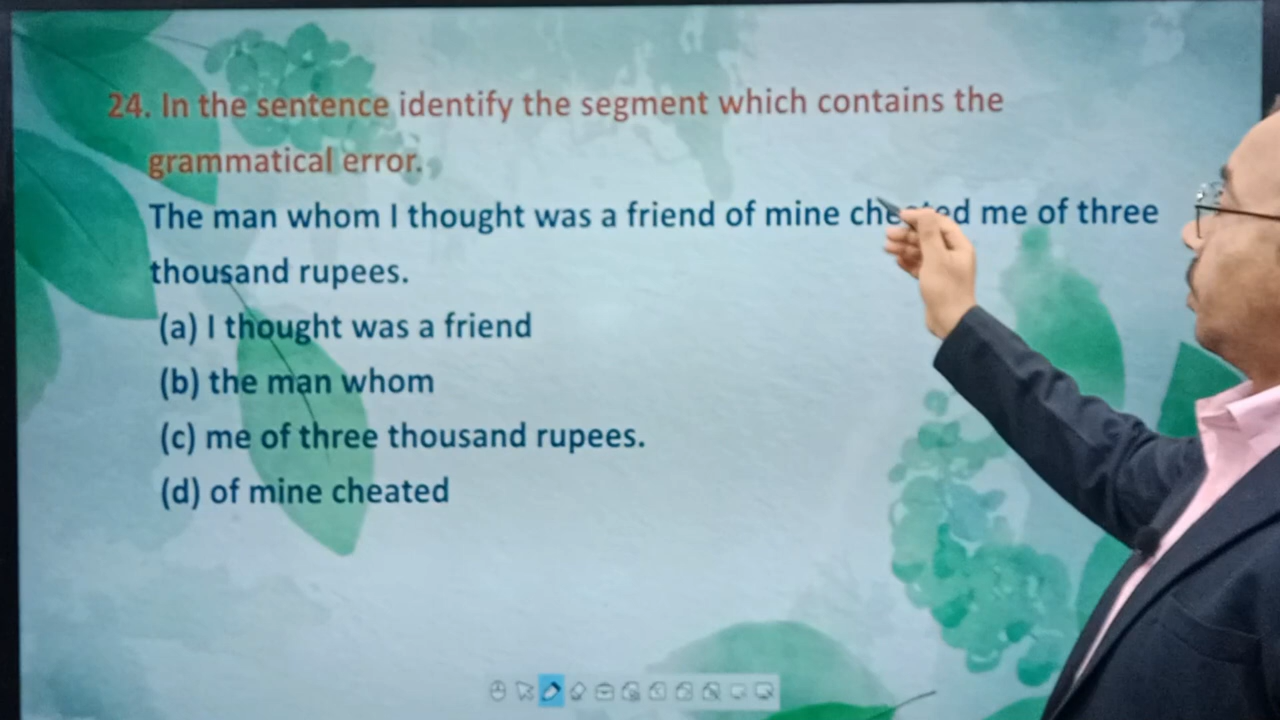 24. In the sentence identify the segment which contains the
grammatical error.
The man whom I thought was a friend of mine cheated me of three
thousand rupees.
(a) I thought was a friend
(b) the man whom
(c) me of three thousand rupees.
(d) of mine cheated